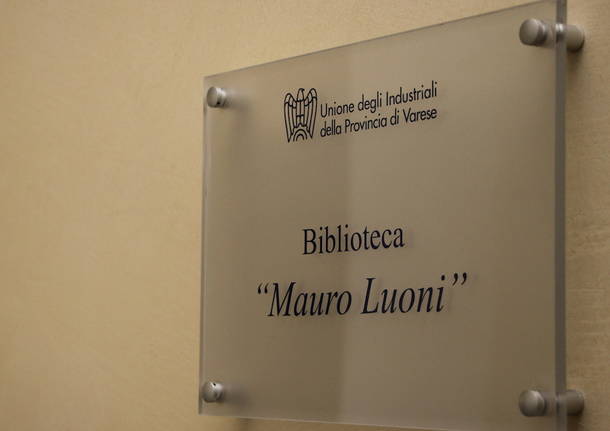 Unione degli Industriali
della Provincia di Varese
Biblioteca
“Mauro Luoni”